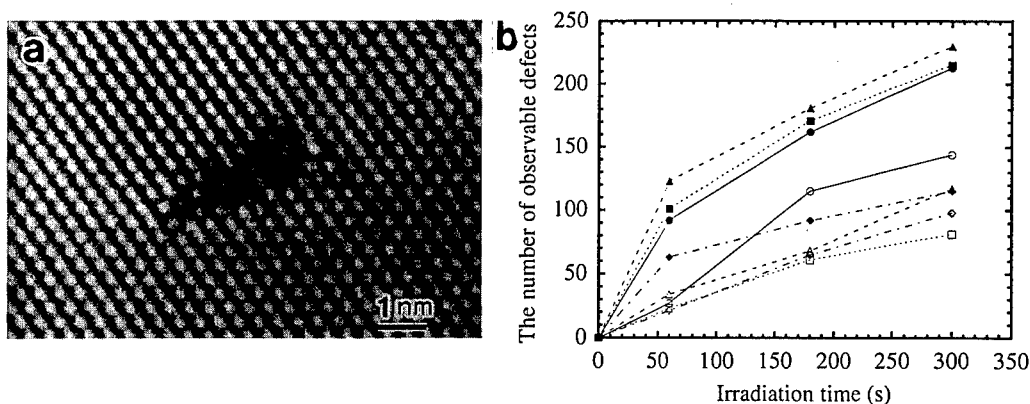 a
1 nm
b
The number of observable defects
250
200
150
100
50
0
0 50 100 150 200 250 300 350
Irradiation time (s)